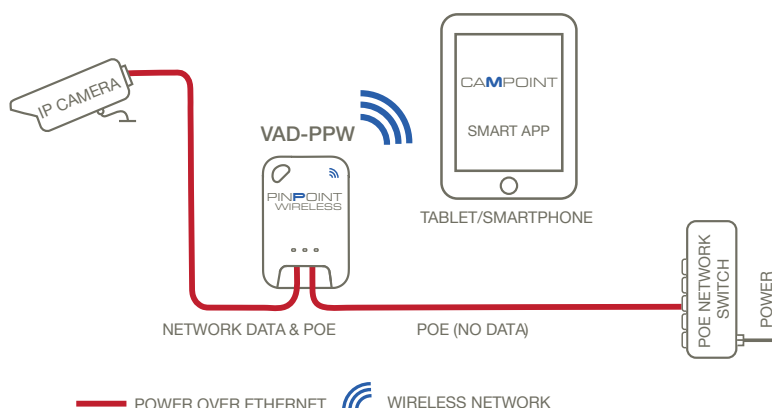 IP CAMERA
VAD-PPW
PINPOINT
WIRELESS
CAMPOINT
SMART APP
TABLET/SMARTPHONE
NETWORK DATA & POE
POE (NO DATA)
POE NETWORK
SWITCH
POWER
POWER OVER ETHERNET
WIRELESS NETWORK